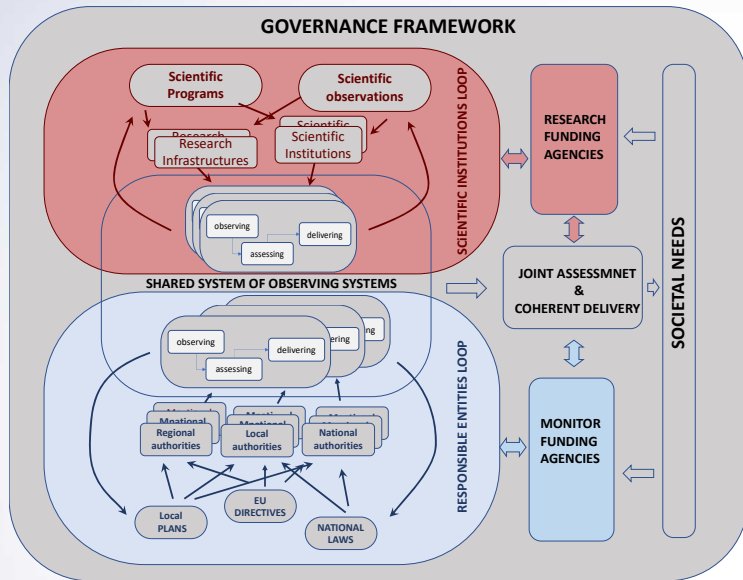 GOVERNANCE FRAMEWORK
Scientific
Programs
Scientific
observations
Research
Research
Infrastructures
Scientific
Scientific
Institutions
SCIENTIFIC INSTITUTIONS LOOP
observing
assessing
delivering
SHARED SYSTEM OF OBSERVING SYSTEMS
observing
assessing
delivering
Regional
authorities
Local
authorities
National
authorities
Local
PLANS
EU
DIRECTIVES
NATIONAL
LAWS
RESPONSIBLE ENTITIES LOOP
RESEARCH
FUNDING
AGENCIES
JOINT ASSESSMNET
&
COHERENT DELIVERY
MONITOR
FUNDING
AGENCIES
SOCIETAL NEEDS